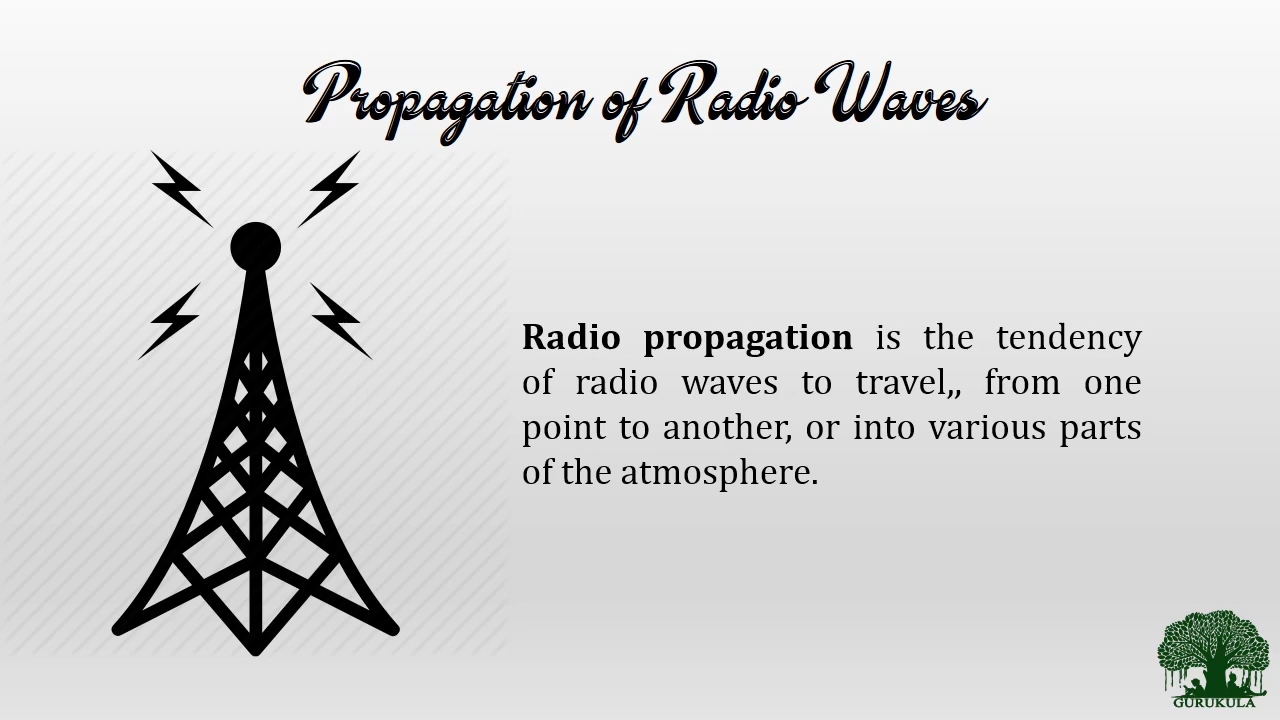 Propagation of Radio Waves
Radio propagation is the tendency
of radio waves to travel,, from one
point to another, or into various parts
of the atmosphere.
GURUKULA